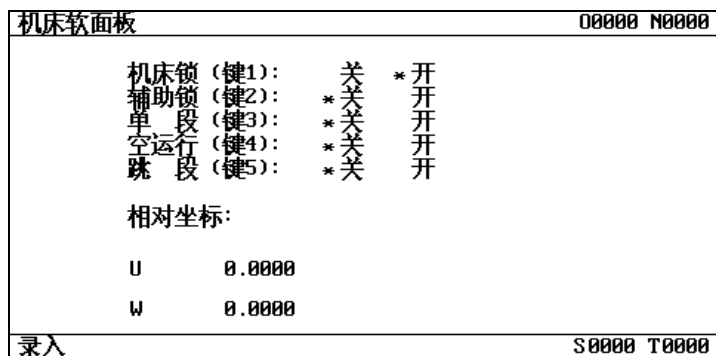 机床软面板 O0000 N0000
机床锁（键1）： 关 *开
辅助锁（键2）： *关 开
单 段（键3）： *关 开
空运行（键4）： *关 开
跳 段（键5）： *关 开
相对坐标：
U 0.0000
W 0.0000
录入 S0000 T0000